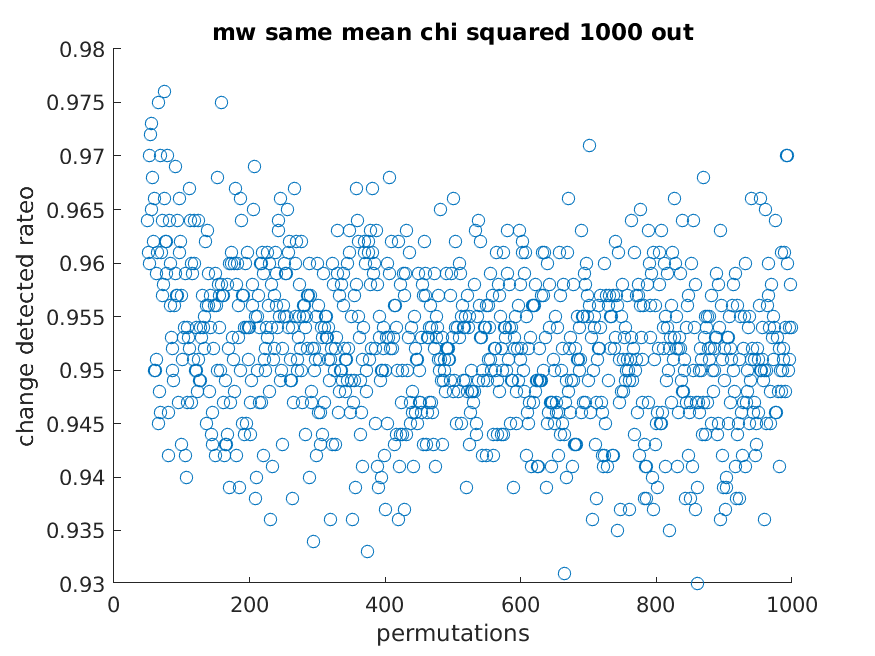 mw same mean chi squared 1000 out
0.98
0.975
0.97
0.965
0.96
0.955
0.95
0.945
0.94
0.935
0.93
change detected rateo
0 200 400 600 800 1000
permutations